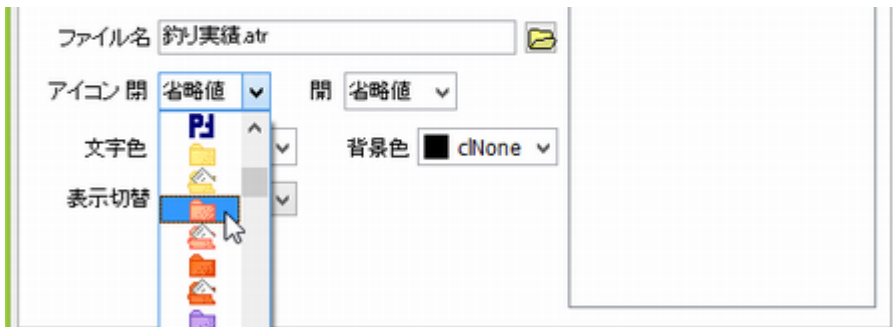 ファイル名 釣り実績.atr
アイコン 閉 省略値 開 省略値
文字色 背景色 clNone
表示切替